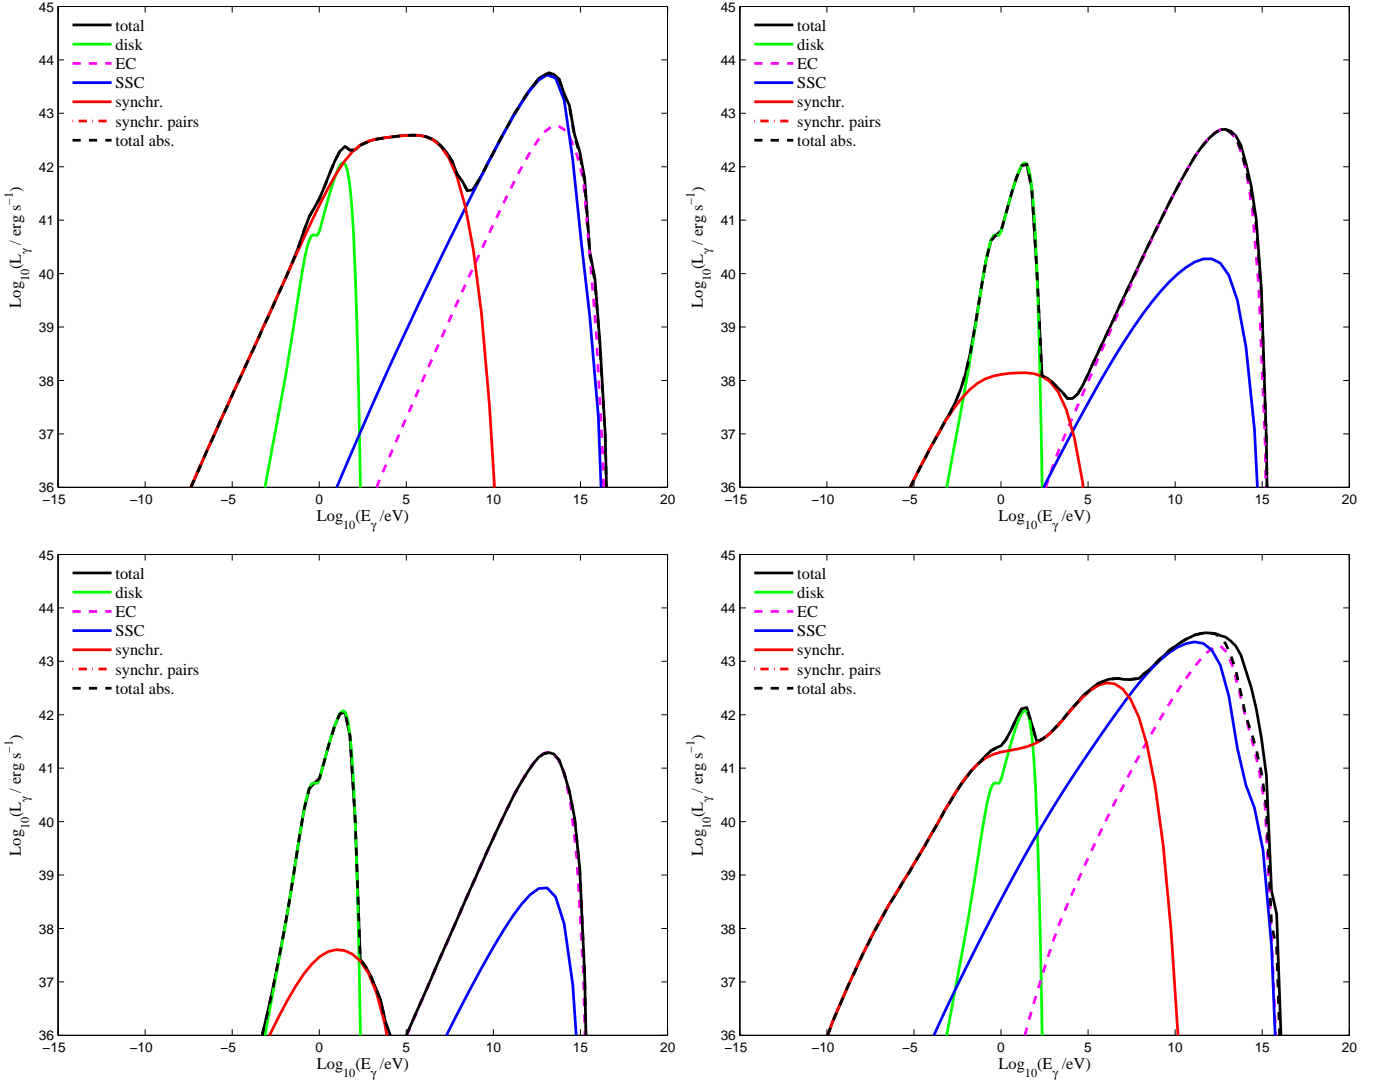 45
44
43
42
41
40
39
38
37
36
Log10(Lγ / erg s−1)
total
disk
EC
SSC
synchr.
synchr. pairs
total abs.
−15 −10 −5 0 5 10 15 20
Log10(Eγ/eV)
45
44
43
42
41
40
39
38
37
36
Log10(Lγ / erg s−1)
total
disk
EC
SSC
synchr.
synchr. pairs
total abs.
−15 −10 −5 0 5 10 15 20
Log10(Eγ/eV)
45
44
43
42
41
40
39
38
37
36
Log10(Lγ / erg s−1)
total
disk
EC
SSC
synchr.
synchr. pairs
total abs.
−15 −10 −5 0 5 10 15 20
Log10(Eγ/eV)
45
44
43
42
41
40
39
38
37
36
Log10(Lγ / erg s−1)
total
disk
EC
SSC
synchr.
synchr. pairs
total abs.
−15 −10 −5 0 5 10 15 20
Log10(Eγ/eV)